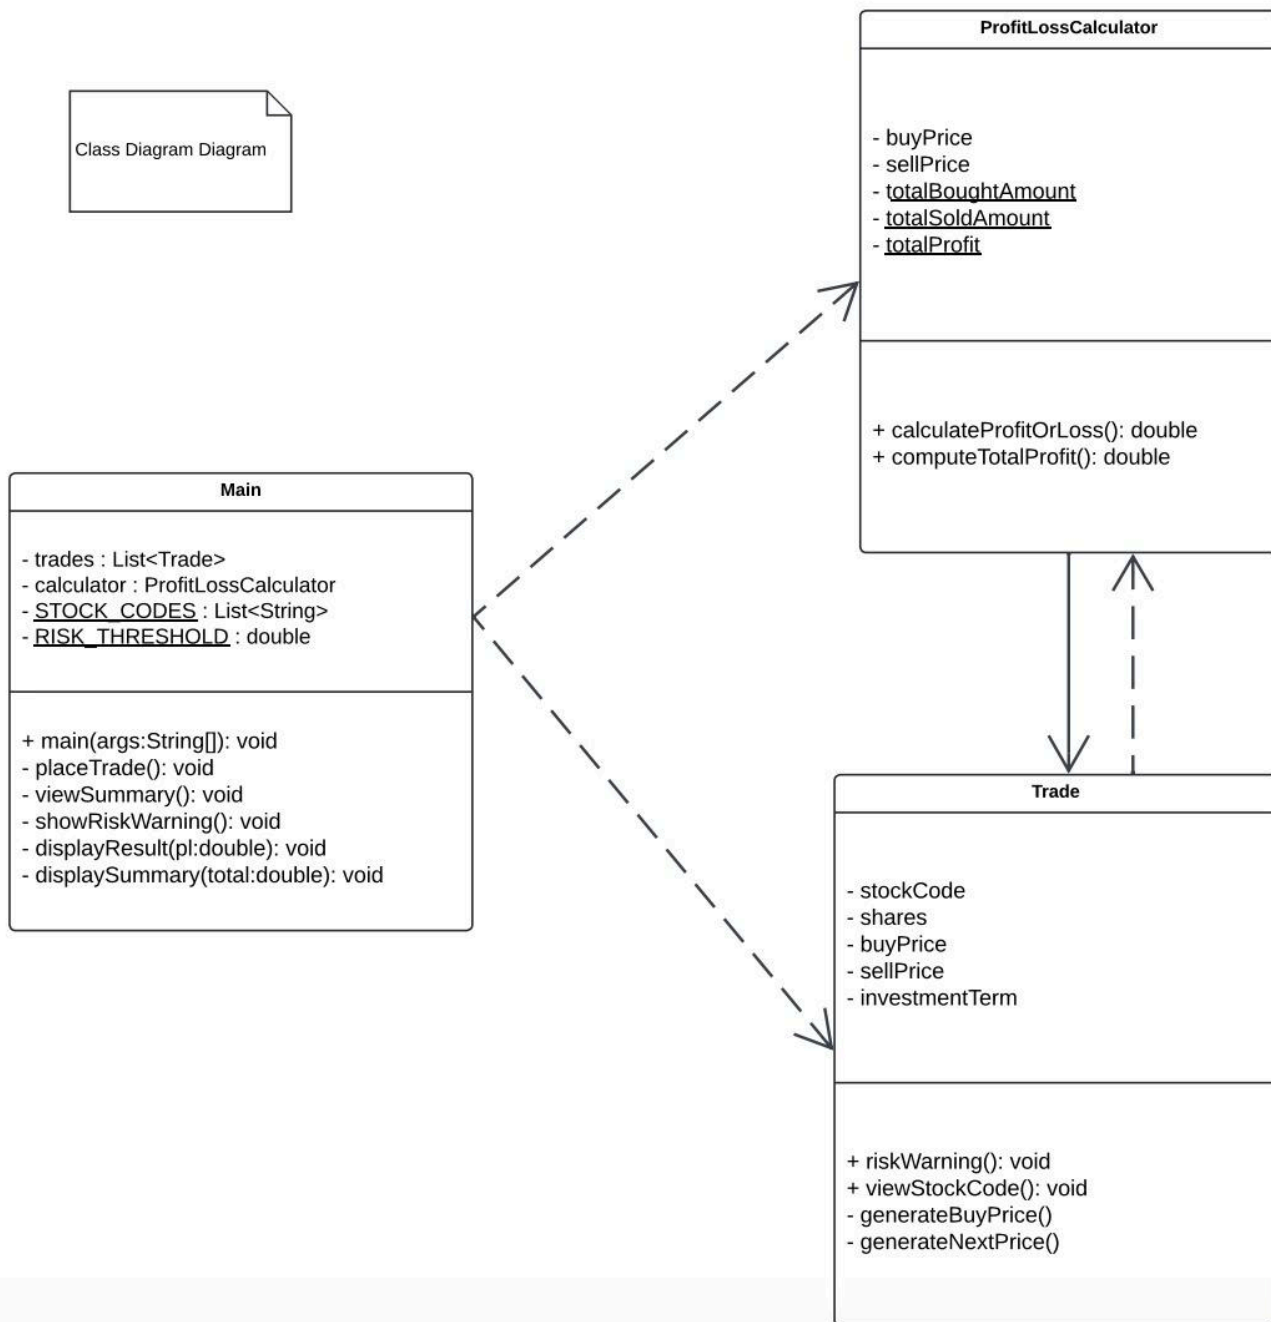 ProfitLossCalculator
Class Diagram Diagram
- buyPrice
- sellPrice
- totalBoughtAmount
- totalSoldAmount
- totalProfit
+ calculateProfitOrLoss(): double
+ computeTotalProfit(): double
Main
- trades : List<Trade>
- calculator : ProfitLossCalculator
- STOCK_CODES : List<String>
- RISK_THRESHOLD : double
+ main(args:String[]): void
- placeTrade(): void
- viewSummary(): void
- showRiskWarning(): void
- displayResult(pl:double): void
- displaySummary(total:double): void
Trade
- stockCode
- shares
- buyPrice
- sellPrice
- investmentTerm
+ riskWarning(): void
+ viewStockCode(): void
- generateBuyPrice()
- generateNextPrice()